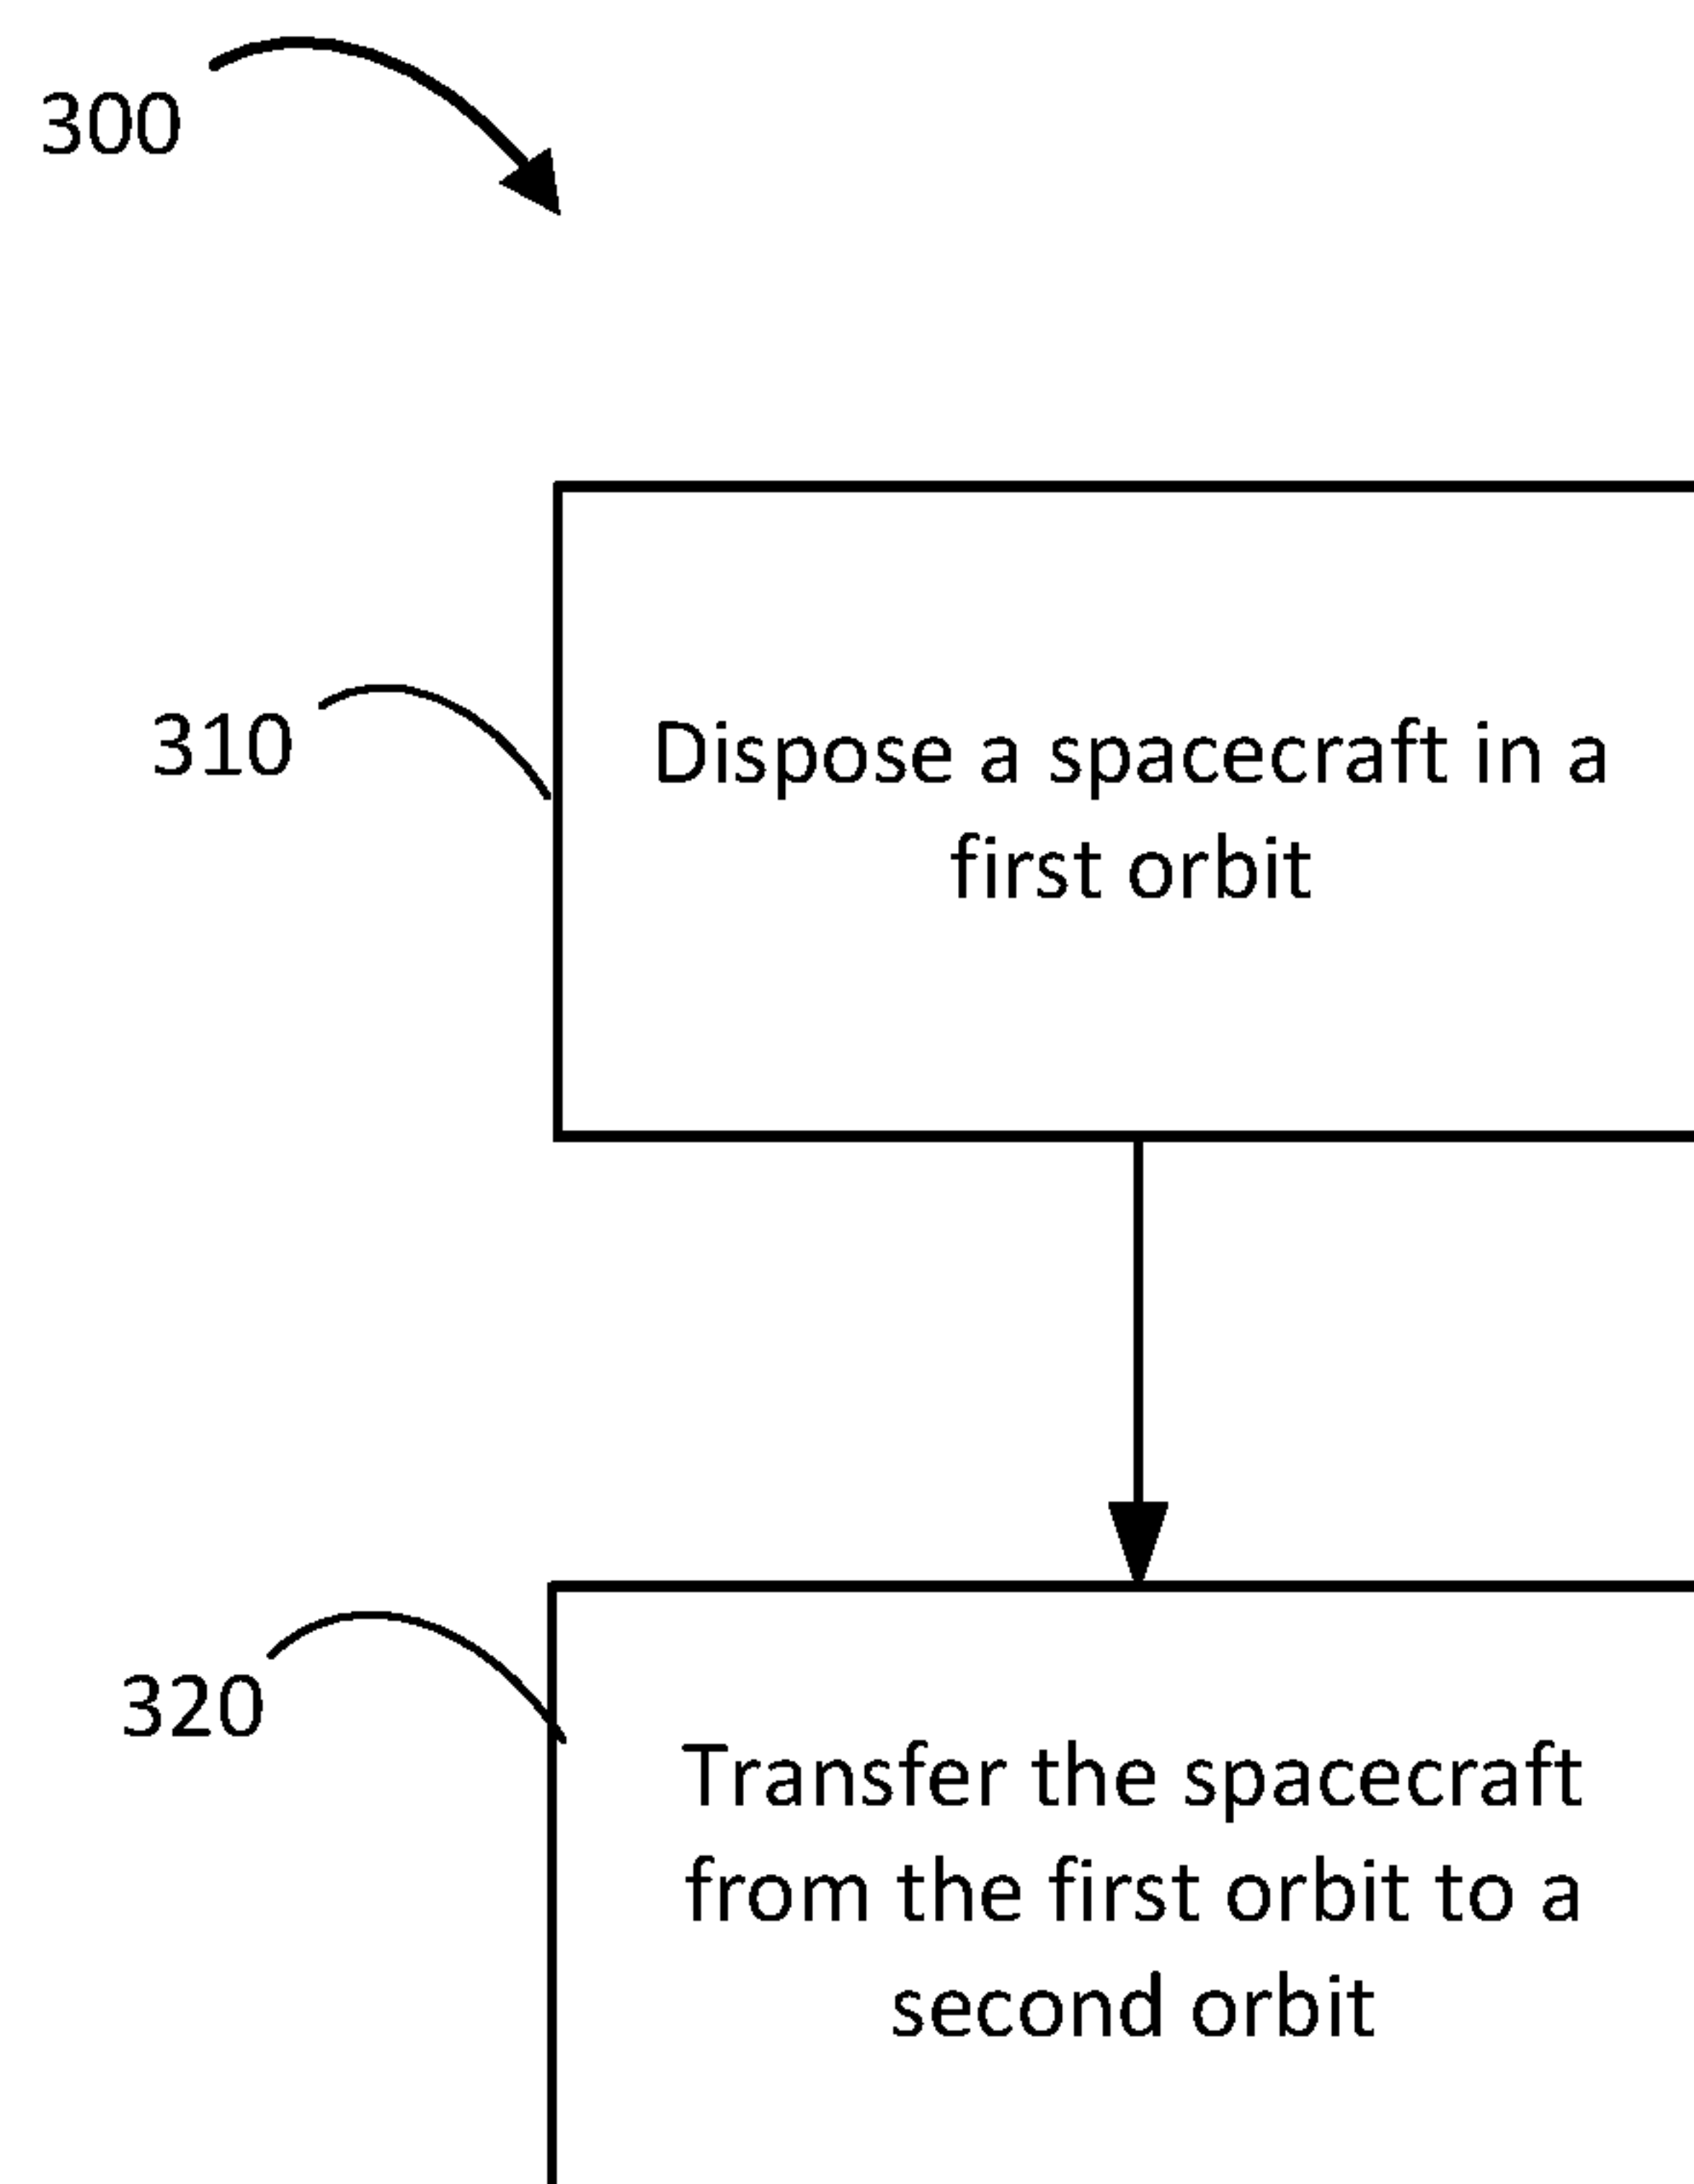 300
310
Dispose a spacecraft in a
first orbit
320
Transfer the spacecraft
from the first orbit to a
second orbit